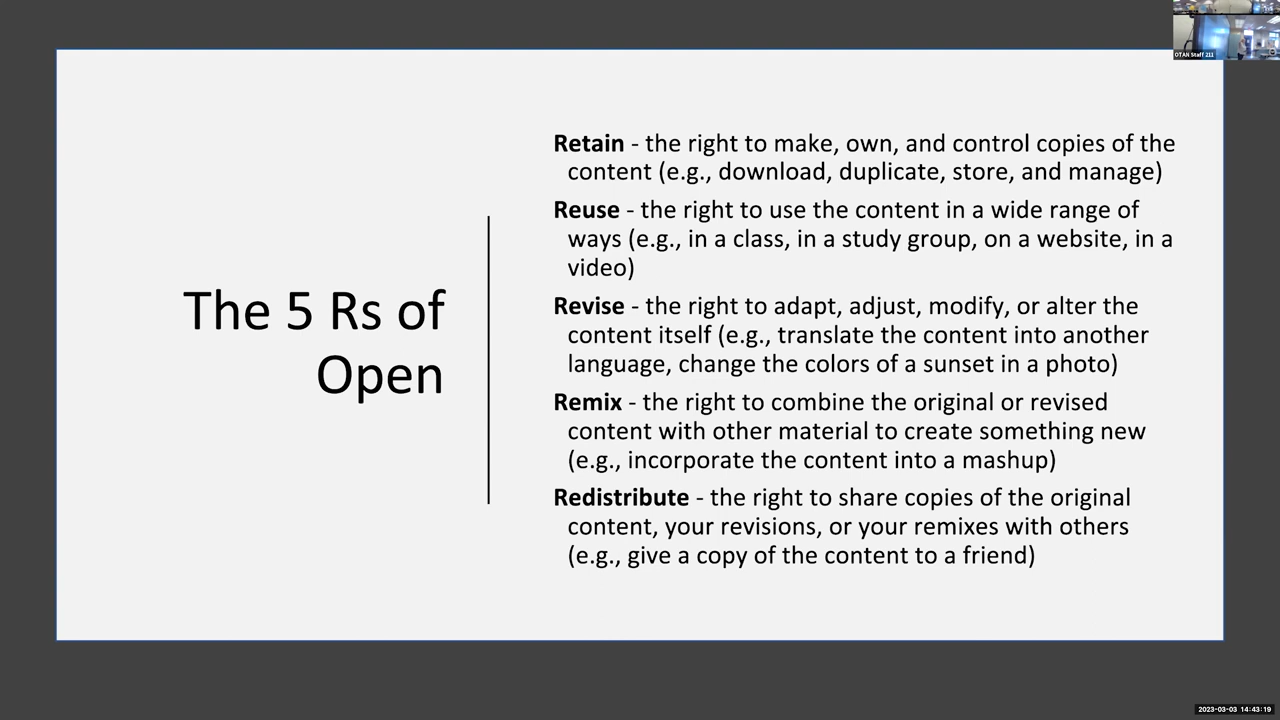 The 5 Rs of
Open
Retain - the right to make, own, and control copies of the
content (e.g., download, duplicate, store, and manage)
Reuse - the right to use the content in a wide range of
ways (e.g., in a class, in a study group, on a website, in a
video)
Revise - the right to adapt, adjust, modify, or alter the
content itself (e.g., translate the content into another
language, change the colors of a sunset in a photo)
Remix - the right to combine the original or revised
content with other material to create something new
(e.g., incorporate the content into a mashup)
Redistribute - the right to share copies of the original
content, your revisions, or your remixes with others
(e.g., give a copy of the content to a friend)
OTAN Staff 211
2023-03-03 14:43:19